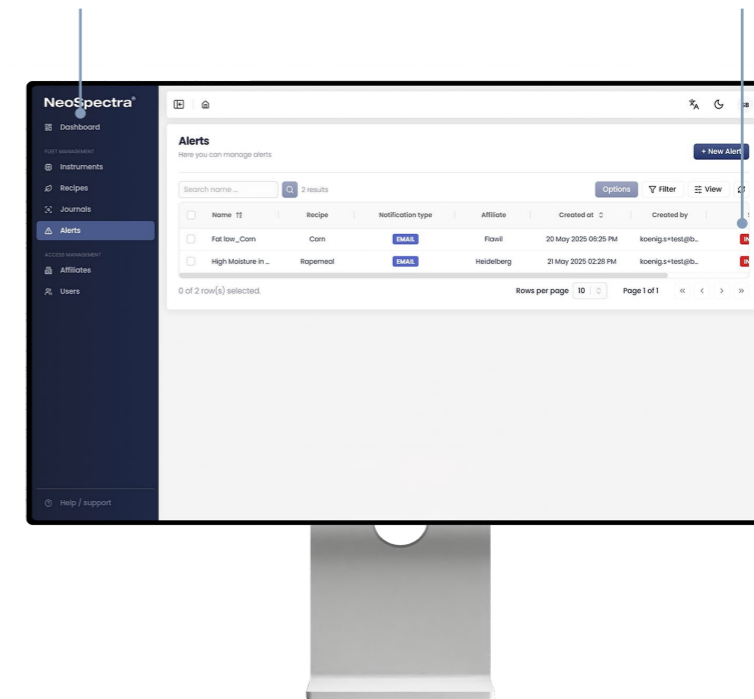 NeoSpectra®
Dashboard
FLEET MANAGEMENT
Instruments
Recipes
Journals
Alerts
ACCESS MANAGEMENT
Affiliates
Users
Help / support
Alerts
Here you can manage alerts
+ New Alert
Search name ...
2 results
Options
Filter
View
Name Recipe Notification type Affiliate Created at Created by
Fat low_Corn Corn EMAIL Flawil 20 May 2025 06:25 PM koenig.s+test@b... IN
High Moisture in ... Rapemeal EMAIL Heidelberg 21 May 2025 02:28 PM koenig.s+test@b... IN
0 of 2 row(s) selected.
Rows per page 10
Page 1 of 1